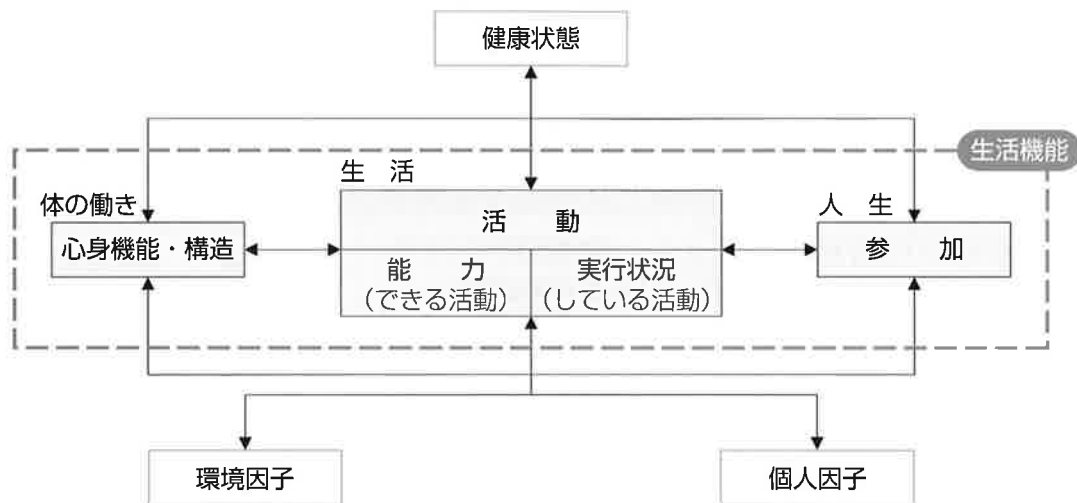 健康状態
生活機能
生 活
体の働き
人 生
活 動
心身機能・構造
参 加
能 力
(できる活動)
実行状況
(している活動)
環境因子
個人因子